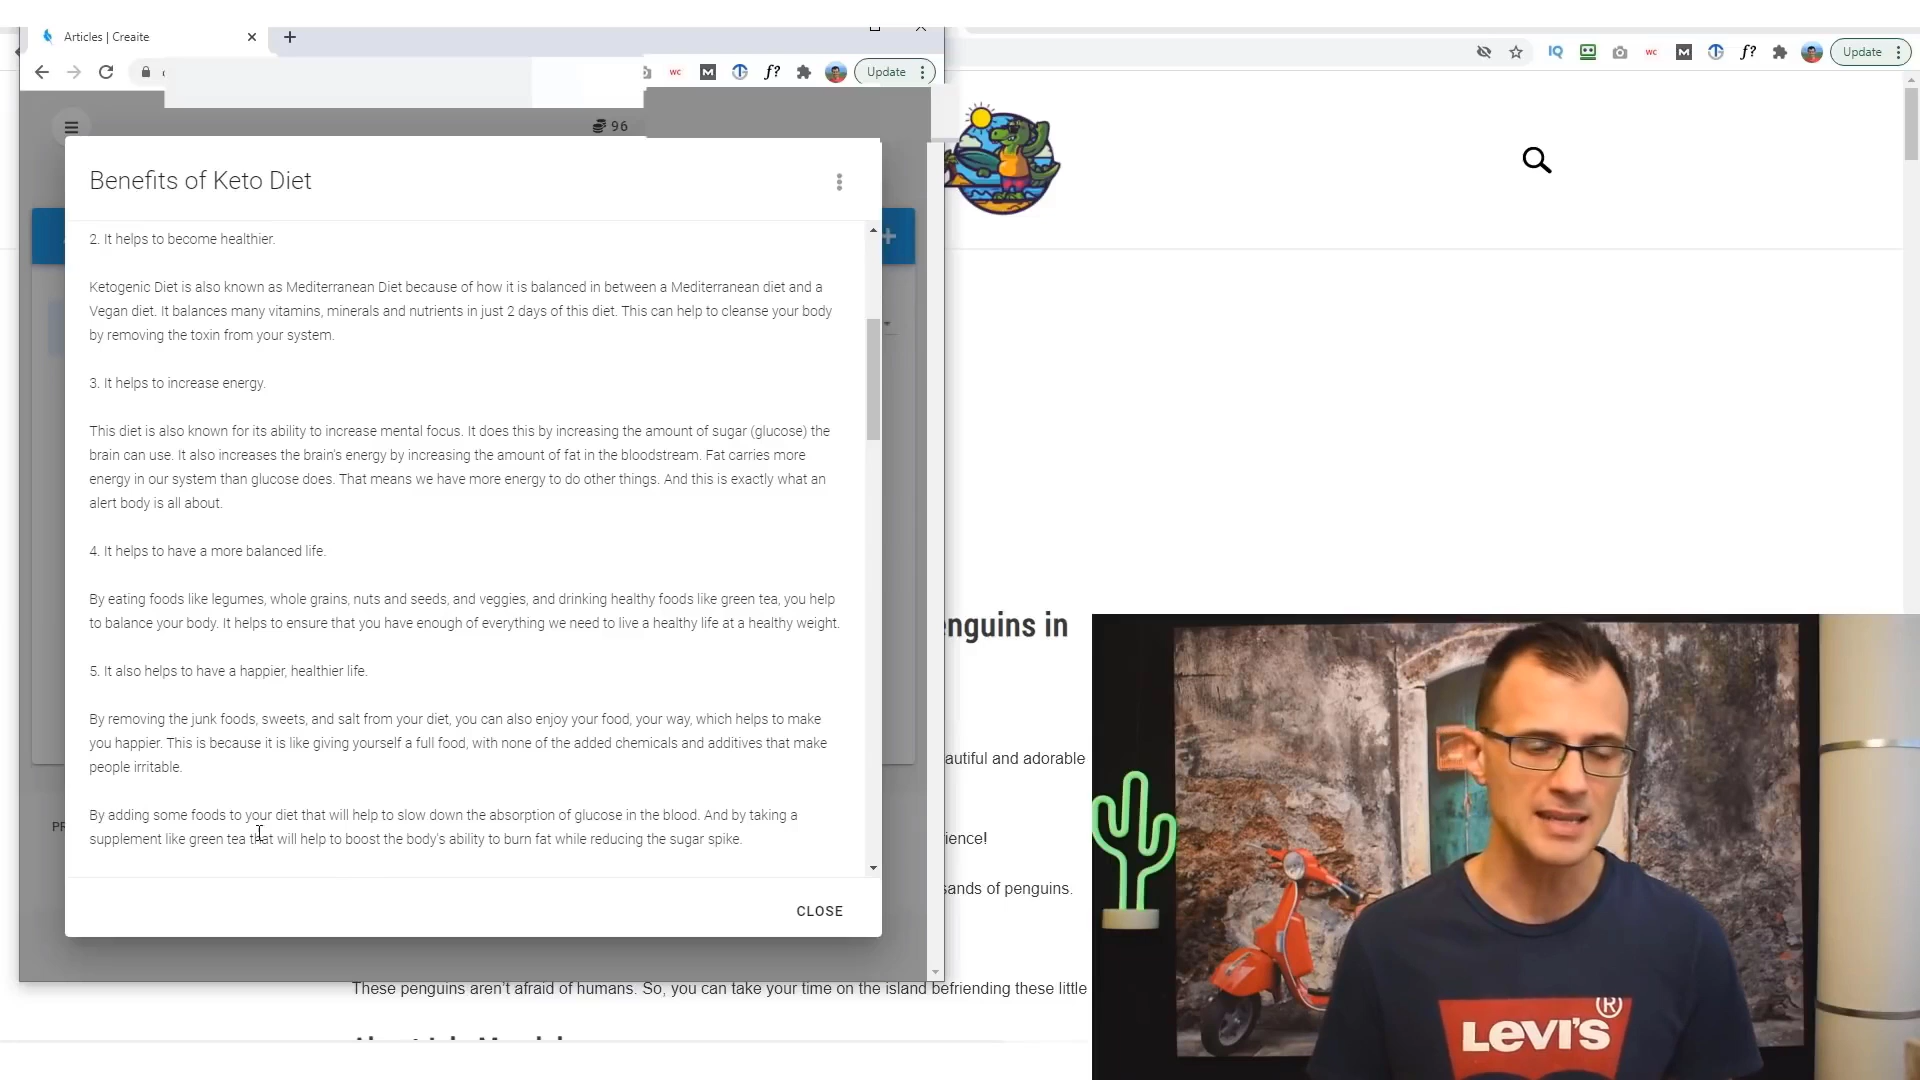 Articles | Creaite
Update
Update
96
Benefits of Keto Diet
2. It helps to become healthier.
Ketogenic Diet is also known as Mediterranean Diet because of how it is balanced in between a Mediterranean diet and a
Vegan diet. It balances many vitamins, minerals and nutrients in just 2 days of this diet. This can help to cleanse your body
by removing the toxin from your system.
3. It helps to increase energy.
This diet is also known for its ability to increase mental focus. It does this by increasing the amount of sugar (glucose) the
brain can use. It also increases the brain's energy by increasing the amount of fat in the bloodstream. Fat carries more
energy in our system than glucose does. That means we have more energy to do other things. And this is exactly what an
alert body is all about.
4. It helps to have a more balanced life.
By eating foods like legumes, whole grains, nuts and seeds, and veggies, and drinking healthy foods like green tea, you help
to balance your body. It helps to ensure that you have enough of everything we need to live a healthy life at a healthy weight.
5. It also helps to have a happier, healthier life.
By removing the junk foods, sweets, and salt from your diet, you can also enjoy your food, your way, which helps to make
you happier. This is because it is like giving yourself a full food, with none of the added chemicals and additives that make
people irritable.
By adding some foods to your diet that will help to slow down the absorption of glucose in the blood. And by taking a
supplement like green tea that will help to boost the body's ability to burn fat while reducing the sugar spike.
CLOSE
enguins in
autiful and adorable
ience!
sands of penguins.
These penguins aren't afraid of humans. So, you can take your time on the island befriending these little
LEVI'S ®